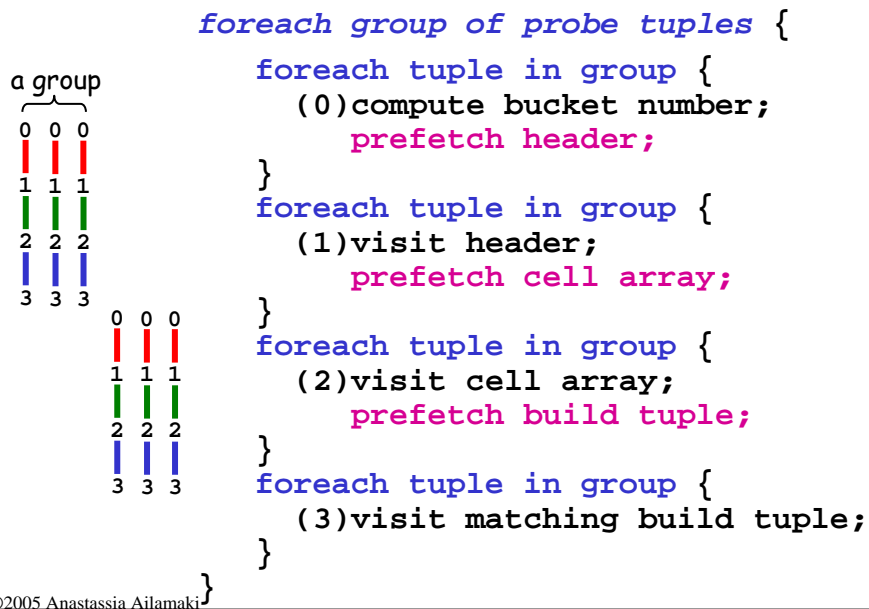 foreach group of probe tuples {
foreach tuple in group {
(0)compute bucket number;
prefetch header;
}
foreach tuple in group {
(1)visit header;
prefetch cell array;
}
foreach tuple in group {
(2)visit cell array;
prefetch build tuple;
}
foreach tuple in group {
(3)visit matching build tuple;
}
}
a group
0 0 0
1 1 1
2 2 2
3 3 3
0 0 0
1 1 1
2 2 2
3 3 3
©2005 Anastassia Ailamaki